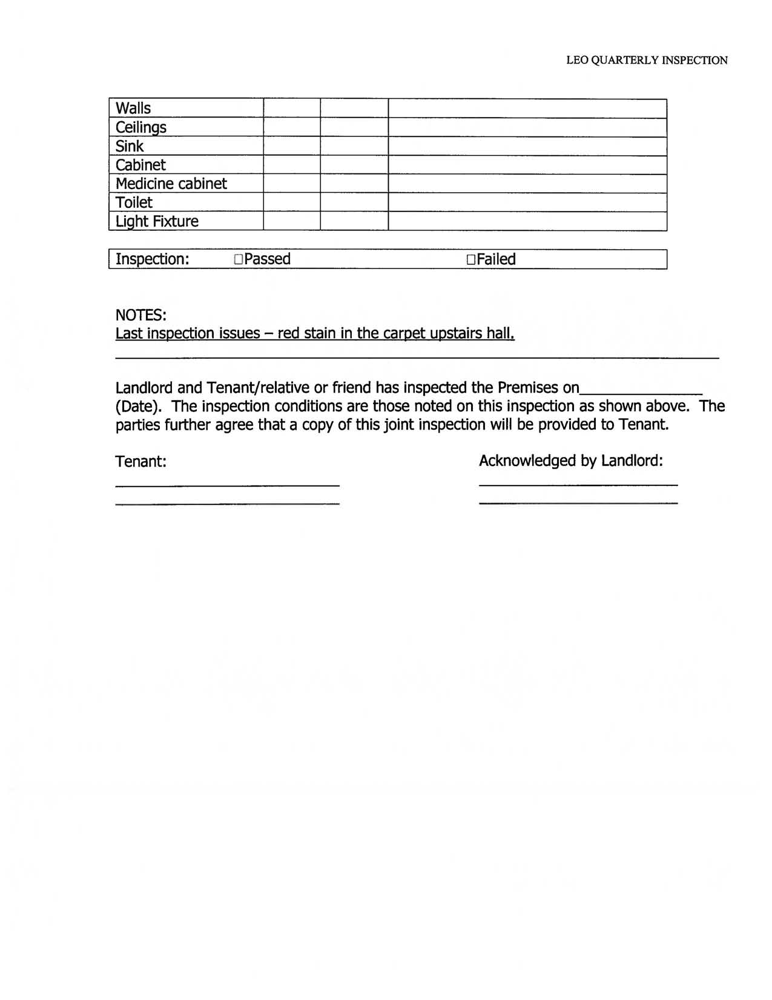 LEO QUARTERLY INSPECTION
Walls
Ceilings
Sink
Cabinet
Medicine cabinet
Toilet
Light Fixture
Inspection: □Passed □Failed
NOTES:
Last inspection issues – red stain in the carpet upstairs hall.
Landlord and Tenant/relative or friend has inspected the Premises on_______________
(Date). The inspection conditions are those noted on this inspection as shown above. The
parties further agree that a copy of this joint inspection will be provided to Tenant.
Tenant: Acknowledged by Landlord: